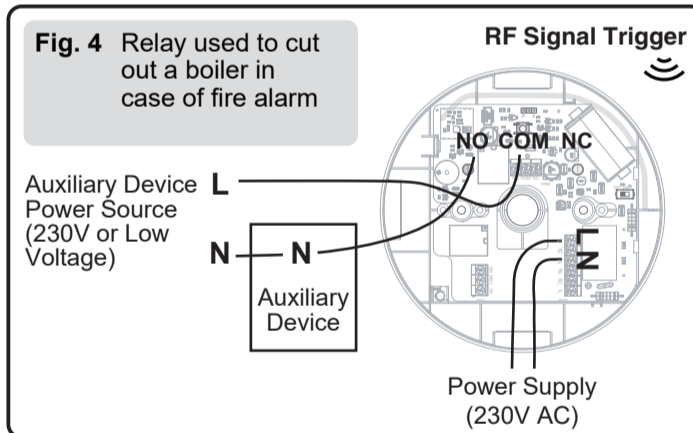 Fig. 4 Relay used to cut
out a boiler in
case of fire alarm
RF Signal Trigger
NO COM NC
Auxiliary Device L
Power Source
(230V or Low
Voltage)
N N
Auxiliary
Device
L
N
Power Supply
(230V AC)